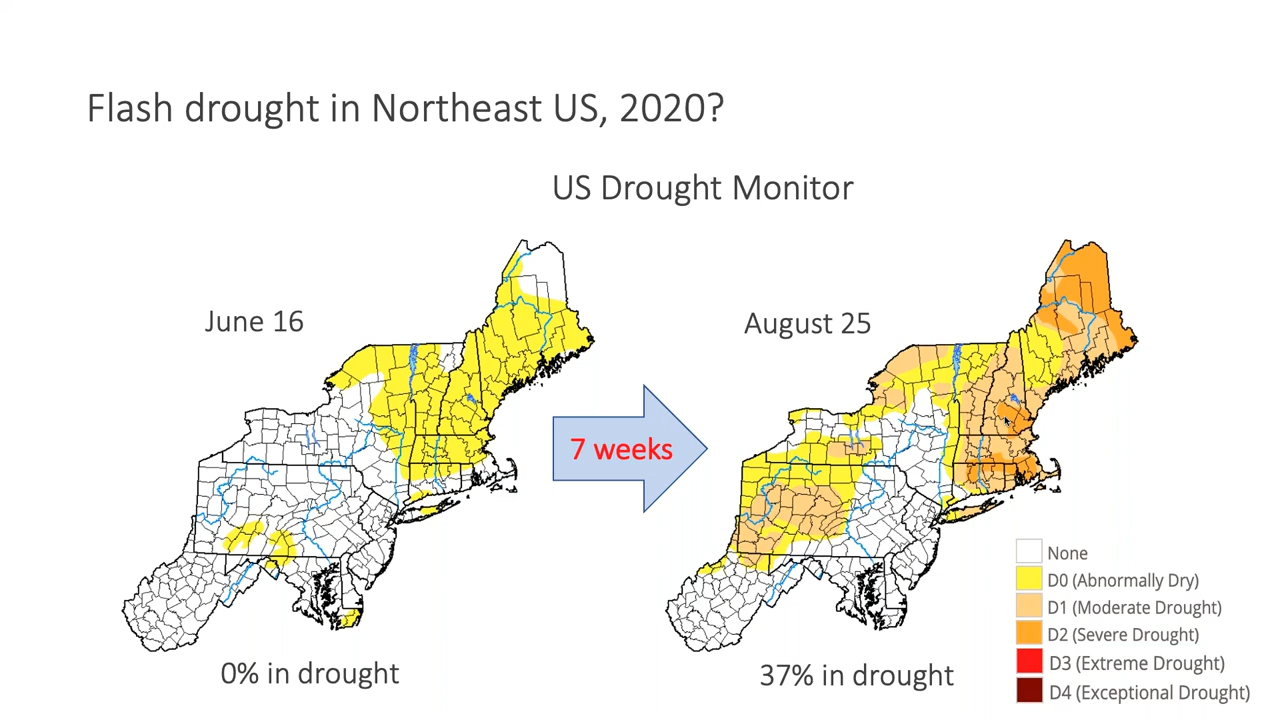 Flash drought in Northeast US, 2020?
US Drought Monitor
June 16
August 25
7 weeks
None
D0 (Abnormally Dry)
D1 (Moderate Drought)
D2 (Severe Drought)
D3 (Extreme Drought)
D4 (Exceptional Drought)
0% in drought
37% in drought